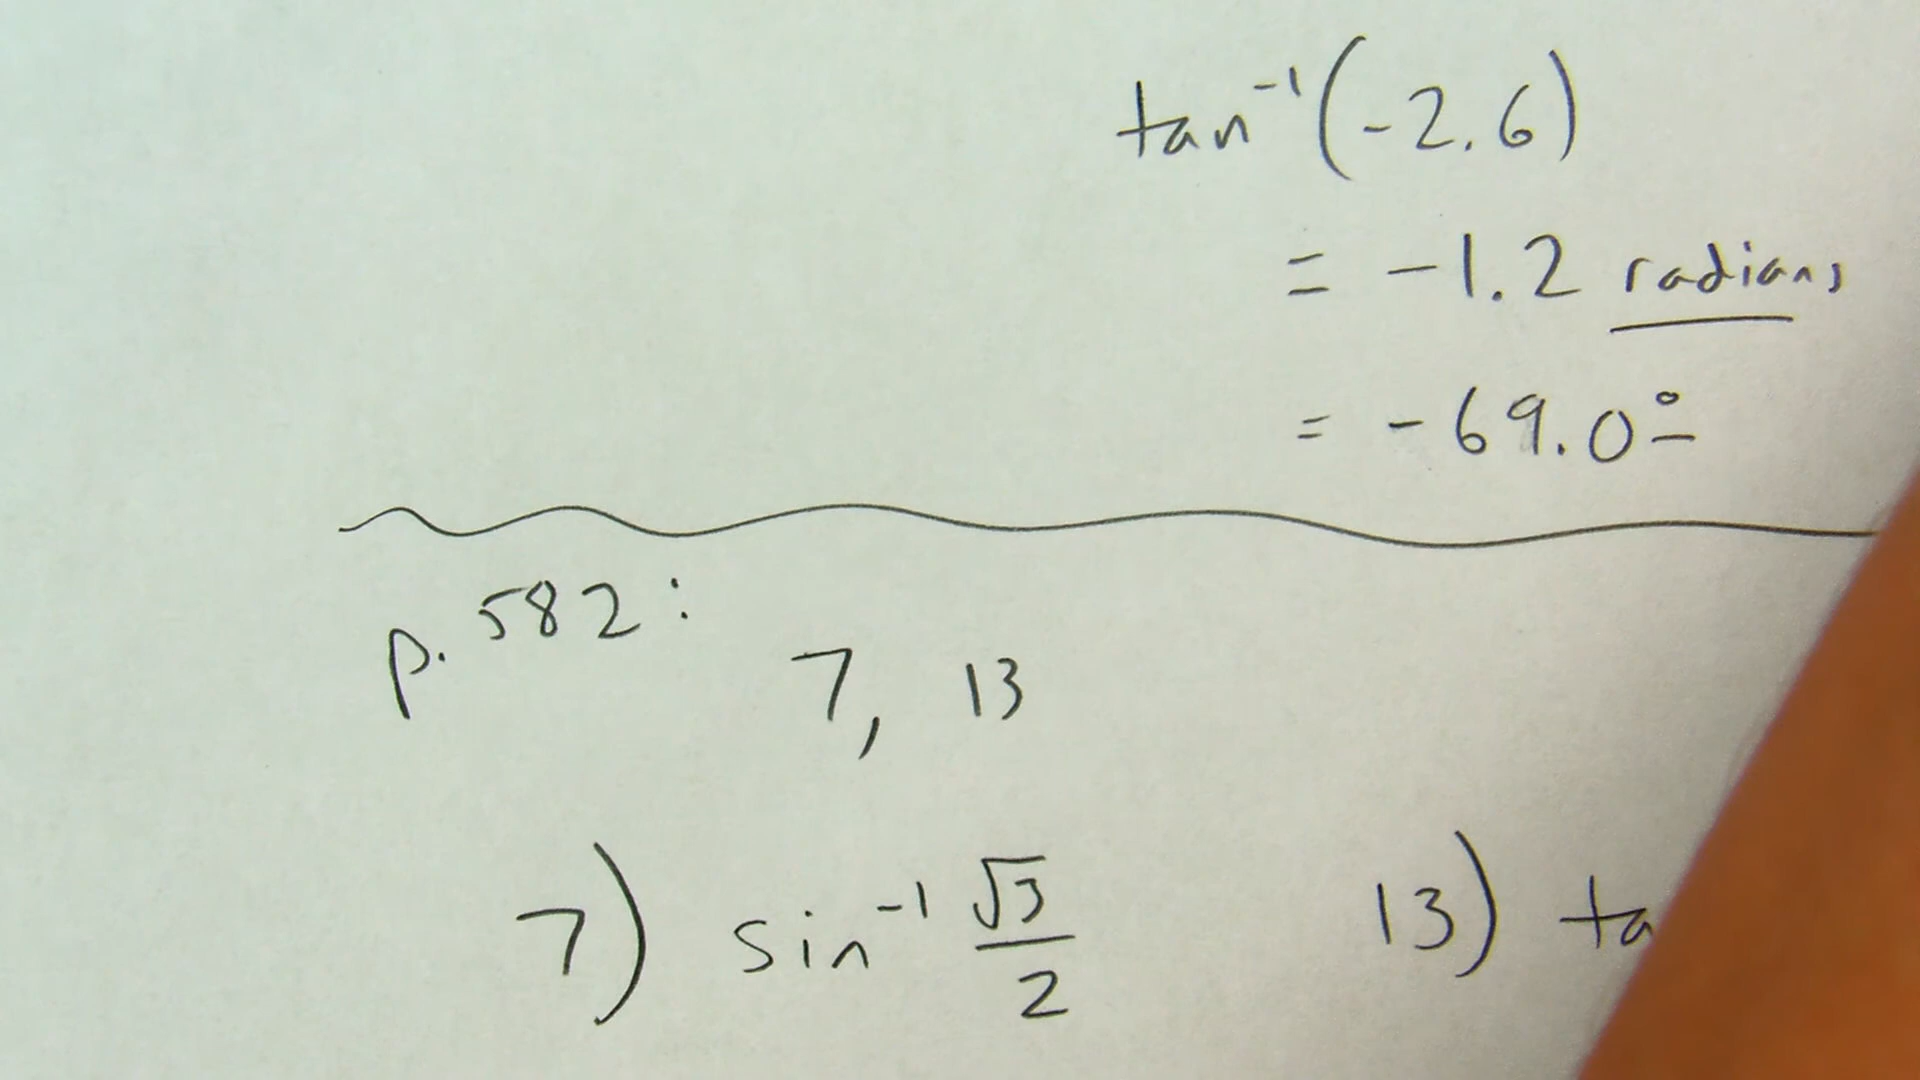 tan⁻¹(-2.6)
= -1.2 radians
= -69.0°
p. 582:
7, 13
7) sin⁻¹ √3/2
13) ta